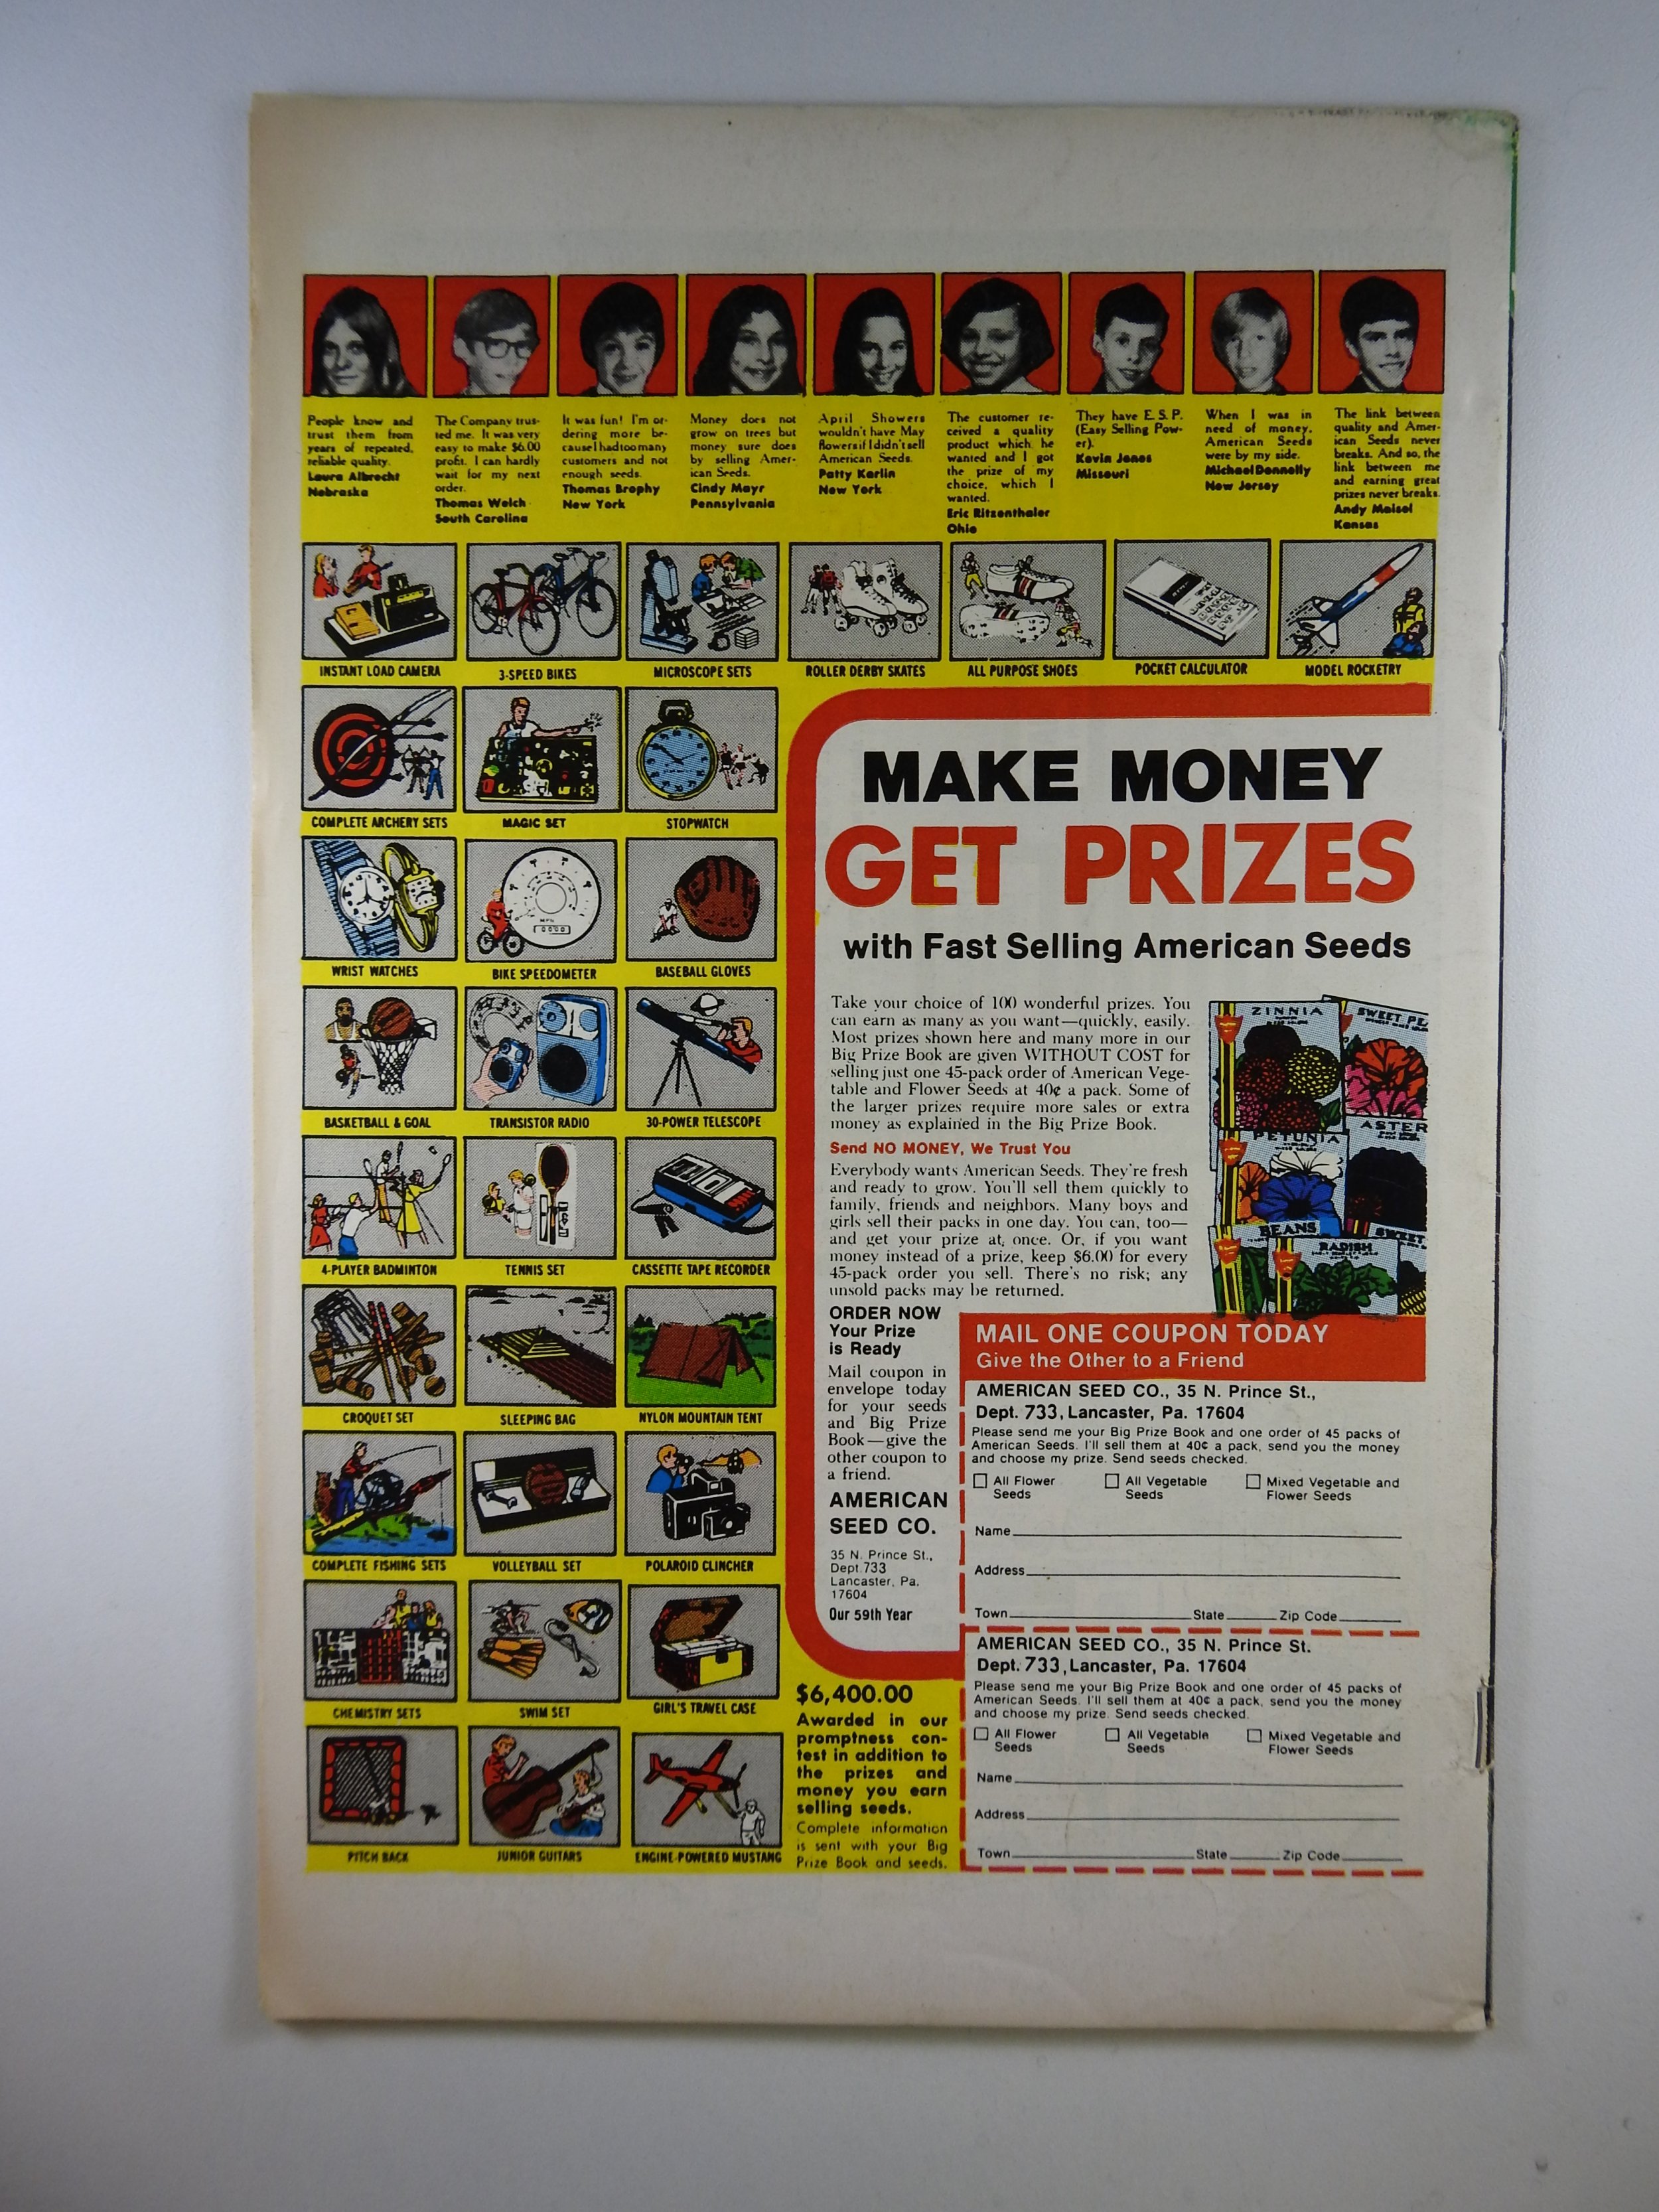 People know and
trust them from
years of repeated,
reliable quality.
Laura Albrecht
Nebraska
The Company trus-
ted me. It was very
easy to make $6.00
profit. I can hardly
wait for my next
order.
Thomas Welch
South Carolina
It was fun! I'm or-
dering more be-
cause I had too many
customers and not
enough seeds.
Thomas Brophy
New York
Money does not
grow on trees but
money sure does
by selling Amer-
ican Seeds.
Cindy Mayr
Pennsylvania
April Showers
wouldn't have May
flowers if I didn't sell
American Seeds.
Patty Kerlin
New York
The customer re-
ceived a quality
product which he
wanted and I got
the prize of my
choice, which I
wanted.
Eric Ritzenthaler
Ohio
They have E. S. P.
(Easy Selling Pow-
er).
Kevin Jones
Missouri
When I was in
need of money,
American Seeds
were by my side.
Michael Donnelly
New Jersey
The link between
quality and Amer-
ican Seeds never
breaks. And so, the
link between me
and earning great
prizes never breaks.
Andy Maisel
Kansas
INSTANT LOAD CAMERA
3-SPEED BIKES
MICROSCOPE SETS
ROLLER DERBY SKATES
ALL PURPOSE SHOES
POCKET CALCULATOR
MODEL ROCKETRY
COMPLETE ARCHERY SETS
MAGIC SET
STOPWATCH
WRIST WATCHES
BIKE SPEEDOMETER
BASEBALL GLOVES
BASKETBALL & GOAL
TRANSISTOR RADIO
30-POWER TELESCOPE
4-PLAYER BADMINTON
TENNIS SET
CASSETTE TAPE RECORDER
CROQUET SET
SLEEPING BAG
NYLON MOUNTAIN TENT
COMPLETE FISHING SETS
VOLLEYBALL SET
POLAROID CLINCHER
CHEMISTRY SETS
SWIM SET
GIRL'S TRAVEL CASE
PITCH BACK
JUNIOR GUITARS
ENGINE-POWERED MUSTANG
MAKE MONEY
GET PRIZES
with Fast Selling American Seeds
Take your choice of 100 wonderful prizes. You
can earn as many as you want—quickly, easily.
Most prizes shown here and many more in our
Big Prize Book are given WITHOUT COST for
selling just one 45-pack order of American Vege-
table and Flower Seeds at 40¢ a pack. Some of
the larger prizes require more sales or extra
money as explained in the Big Prize Book.
Send NO MONEY, We Trust You
Everybody wants American Seeds. They're fresh
and ready to grow. You'll sell them quickly to
family, friends and neighbors. Many boys and
girls sell their packs in one day. You can, too—
and get your prize at once. Or, if you want
money instead of a prize, keep $6.00 for every
45-pack order you sell. There's no risk; any
unsold packs may be returned.
ZINNIA
SWEET PE
ASTER
PETUNIA
BEANS
RADISH
SWEET
ORDER NOW
Your Prize
is Ready
Mail coupon in
envelope today
for your seeds
and Big Prize
Book—give the
other coupon to
a friend.
AMERICAN
SEED CO.
35 N. Prince St.,
Dept. 733
Lancaster, Pa.
17604
Our 59th Year
MAIL ONE COUPON TODAY
Give the Other to a Friend
AMERICAN SEED CO., 35 N. Prince St.,
Dept. 733, Lancaster, Pa. 17604
Please send me your Big Prize Book and one order of 45 packs of
American Seeds. I'll sell them at 40¢ a pack, send you the money
and choose my prize. Send seeds checked.
All Flower Seeds
All Vegetable Seeds
Mixed Vegetable and Flower Seeds
Name
Address
Town State Zip Code
AMERICAN SEED CO., 35 N. Prince St.
Dept. 733, Lancaster, Pa. 17604
Please send me your Big Prize Book and one order of 45 packs of
American Seeds. I'll sell them at 40¢ a pack, send you the money
and choose my prize. Send seeds checked.
All Flower Seeds
All Vegetable Seeds
Mixed Vegetable and Flower Seeds
Name
Address
Town State Zip Code
$6,400.00
Awarded in our
promptness con-
test in addition to
the prizes and
money you earn
selling seeds.
Complete information
is sent with your Big
Prize Book and seeds.